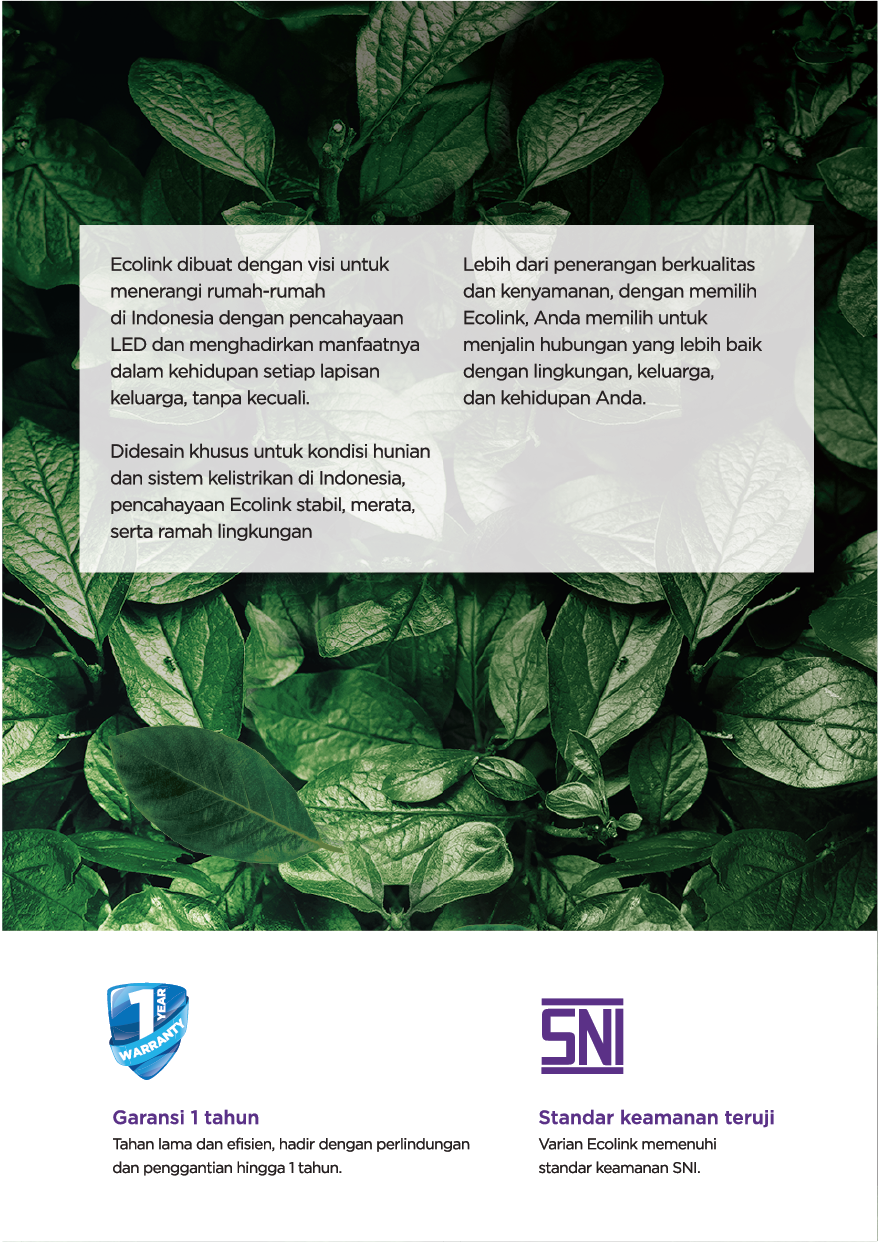 Ecolink dibuat dengan visi untuk
menerangi rumah-rumah
di Indonesia dengan pencahayaan
LED dan menghadirkan manfaatnya
dalam kehidupan setiap lapisan
keluarga, tanpa kecuali.
Didesain khusus untuk kondisi hunian
dan sistem kelistrikan di Indonesia,
pencahayaan Ecolink stabil, merata,
serta ramah lingkungan
Lebih dari penerangan berkualitas
dan kenyamanan, dengan memilih
Ecolink, Anda memilih untuk
menjalin hubungan yang lebih baik
dengan lingkungan, keluarga,
dan kehidupan Anda.
1 YEAR
WARRANTY
Garansi 1 tahun
Tahan lama dan efisien, hadir dengan perlindungan
dan penggantian hingga 1 tahun.
SNI
Standar keamanan teruji
Varian Ecolink memenuhi
standar keamanan SNI.